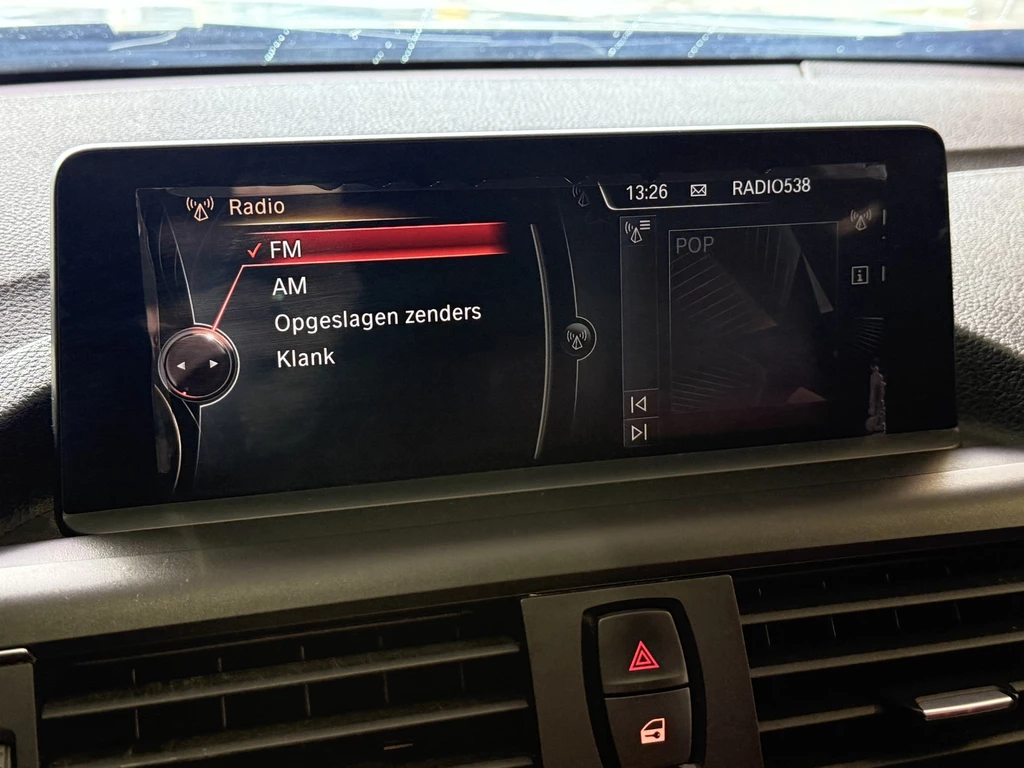 Radio
FM
AM
Opgeslagen zenders
Klank
13:26 RADIO538
POP